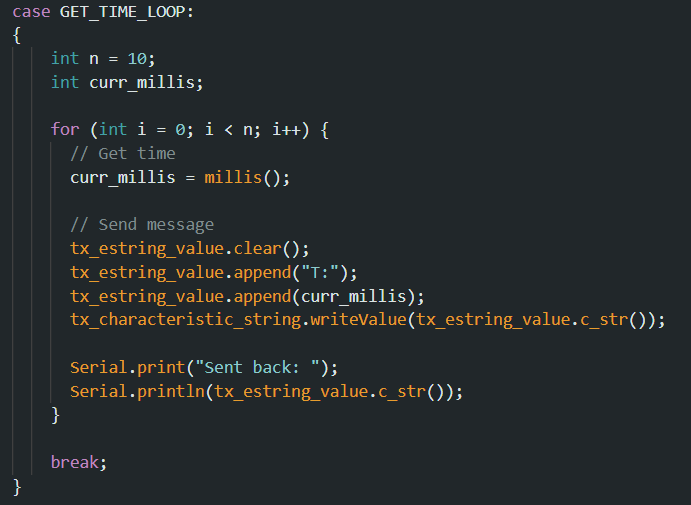 case GET_TIME_LOOP:
{
int n = 10;
int curr_millis;
for (int i = 0; i < n; i++) {
// Get time
curr_millis = millis();
// Send message
tx_estring_value.clear();
tx_estring_value.append("T:");
tx_estring_value.append(curr_millis);
tx_characteristic_string.writeValue(tx_estring_value.c_str());
Serial.print("Sent back: ");
Serial.println(tx_estring_value.c_str());
}
break;
}